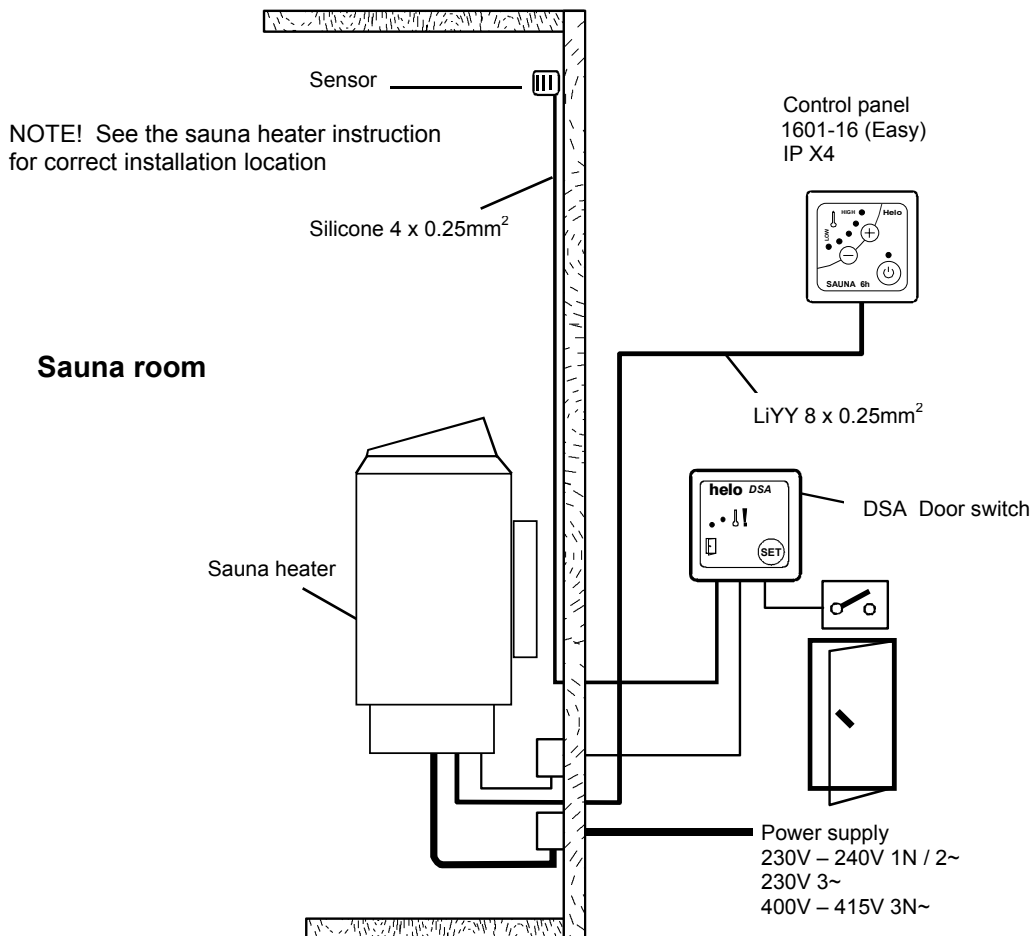 Sensor
NOTE! See the sauna heater instruction
for correct installation location
Silicone 4 x 0.25mm²
Control panel
1601-16 (Easy)
IP X4
HIGH
Helo
LOW
SAUNA 6h
Sauna room
LiYY 8 x 0.25mm²
helo DSA
SET
DSA Door switch
Sauna heater
Power supply
230V – 240V 1N / 2~
230V 3~
400V – 415V 3N~